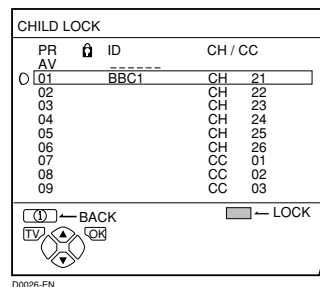 CHILD LOCK
PR ID CH / CC
AV _ _ _ _ _ _
01 BBC1 CH 21
02 CH 22
03 CH 23
04 CH 24
05 CH 25
06 CH 26
07 CC 01
08 CC 02
09 CC 03
i BACK LOCK
TV OK
D0026-EN